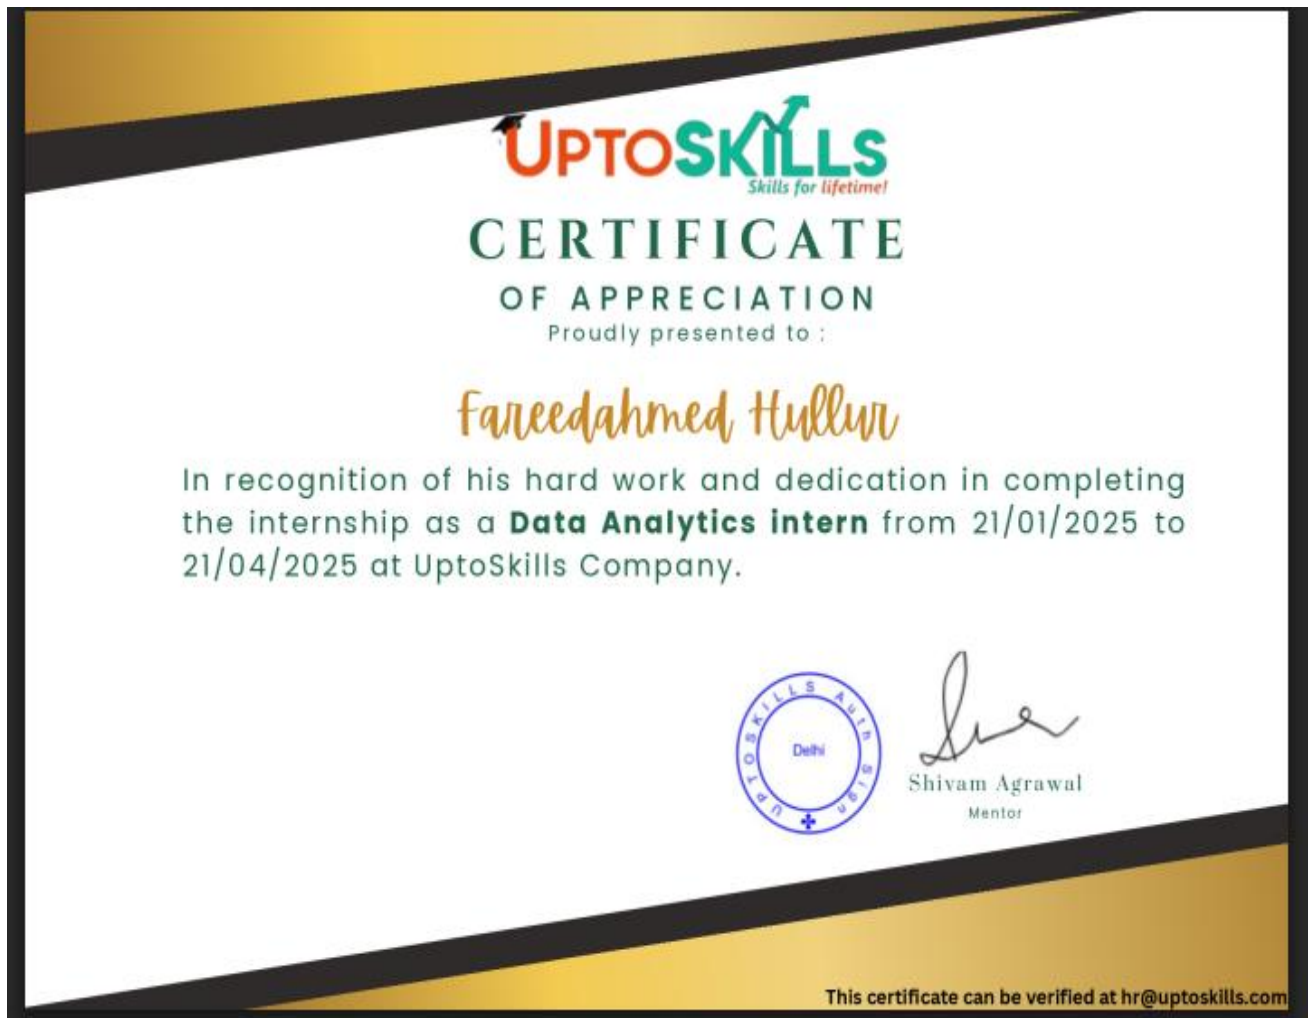 UPTOSKILLS
Skills for lifetime!
CERTIFICATE
OF APPRECIATION
Proudly presented to :
Fareedahmed Hullur
In recognition of his hard work and dedication in completing
the internship as a Data Analytics intern from 21/01/2025 to
21/04/2025 at UptoSkills Company.
UPTOSKILLS Auth Sign
Delhi
Shivam Agrawal
Mentor
This certificate can be verified at hr@uptoskills.com